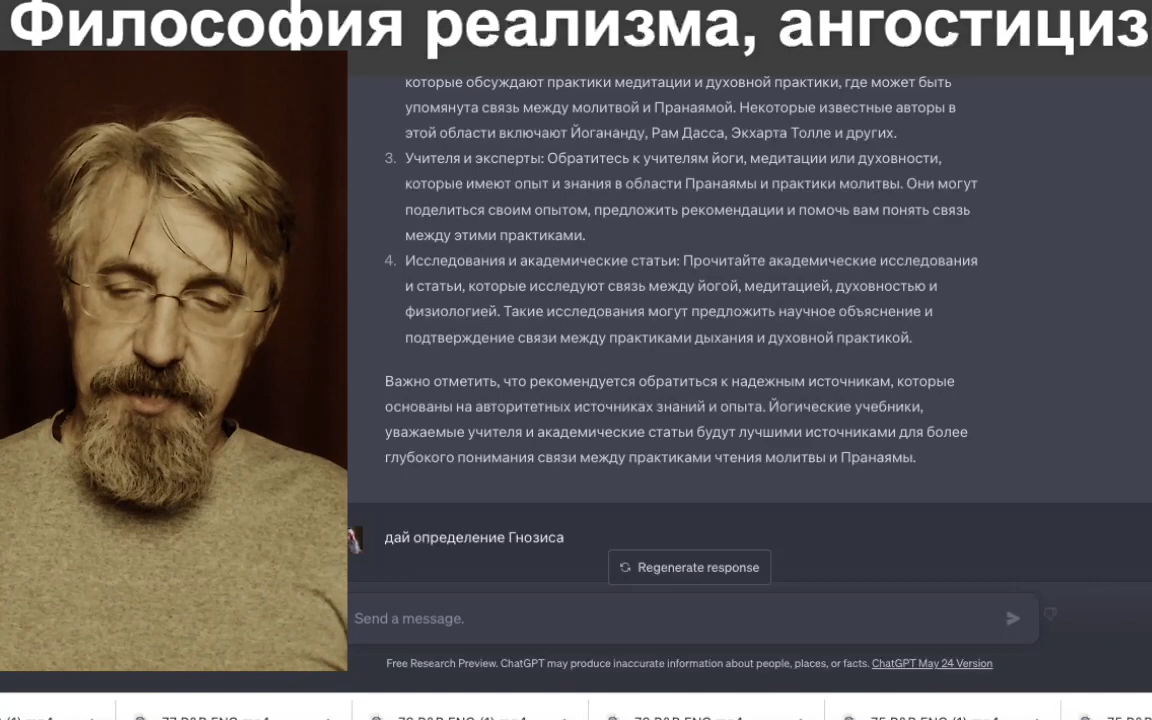 Философия реализма, ангостициз
которые обсуждают практики медитации и духовной практики, где может быть
упомянута связь между молитвой и Пранаямой. Некоторые известные авторы в
этой области включают Йогананду, Рам Дасса, Экхарта Толле и других.
3. Учителя и эксперты: Обратитесь к учителям йоги, медитации или духовности,
которые имеют опыт и знания в области Пранаямы и практики молитвы. Они могут
поделиться своим опытом, предложить рекомендации и помочь вам понять связь
между этими практиками.
4. Исследования и академические статьи: Прочитайте академические исследования
и статьи, которые исследуют связь между йогой, медитацией, духовностью и
физиологией. Такие исследования могут предложить научное объяснение и
подтверждение связи между практиками дыхания и духовной практикой.
Важно отметить, что рекомендуется обратиться к надежным источникам, которые
основаны на авторитетных источниках знаний и опыта. Йогические учебники,
уважаемые учителя и академические статьи будут лучшими источниками для более
глубокого понимания связи между практиками чтения молитвы и Пранаямы.
дай определение Гнозиса
Regenerate response
Send a message.
Free Research Preview. ChatGPT may produce inaccurate information about people, places, or facts. ChatGPT May 24 Version